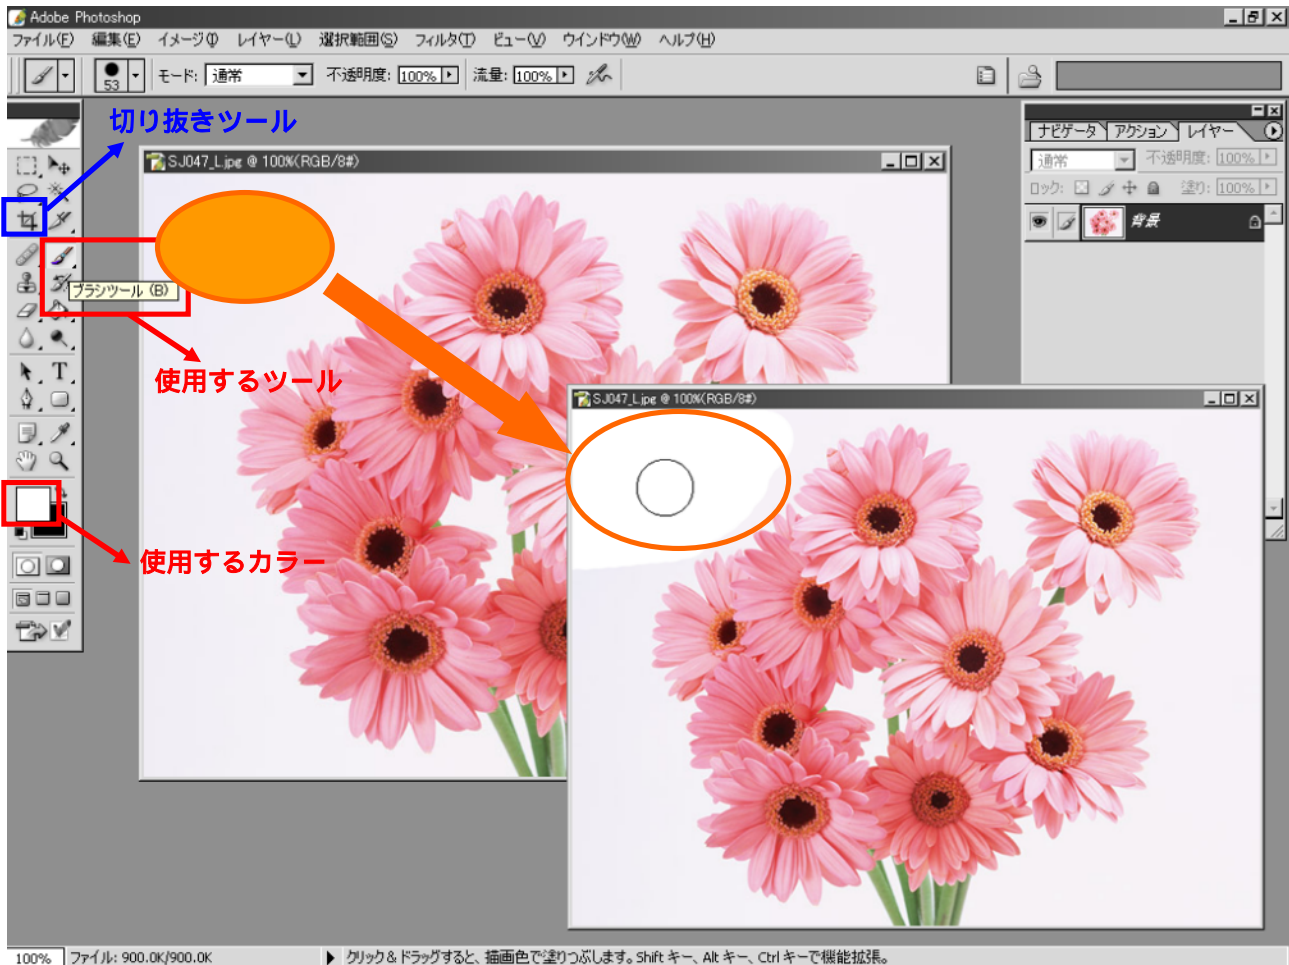 Adobe Photoshop
ファイル(F) 編集(E) イメージ(I) レイヤー(L) 選択範囲(S) フィルタ(T) ビュー(V) ウインドウ(W) ヘルプ(H)
53 モード: 通常 不透明度: 100% 流量: 100%
切り抜きツール
SJ047_L.jpe @ 100%(RGB/8#)
ブラシツール (B)
使用するツール
使用するカラー
ナビゲータ アクション レイヤー
通常 不透明度: 100%
ロック: 塗り: 100%
背景
SJ047_L.jpe @ 100%(RGB/8#)
100% ファイル: 900.0K/900.0K クリック & ドラッグすると、描画色で塗りつぶします。Shift キー、Alt キー、Ctrl キーで機能拡張。